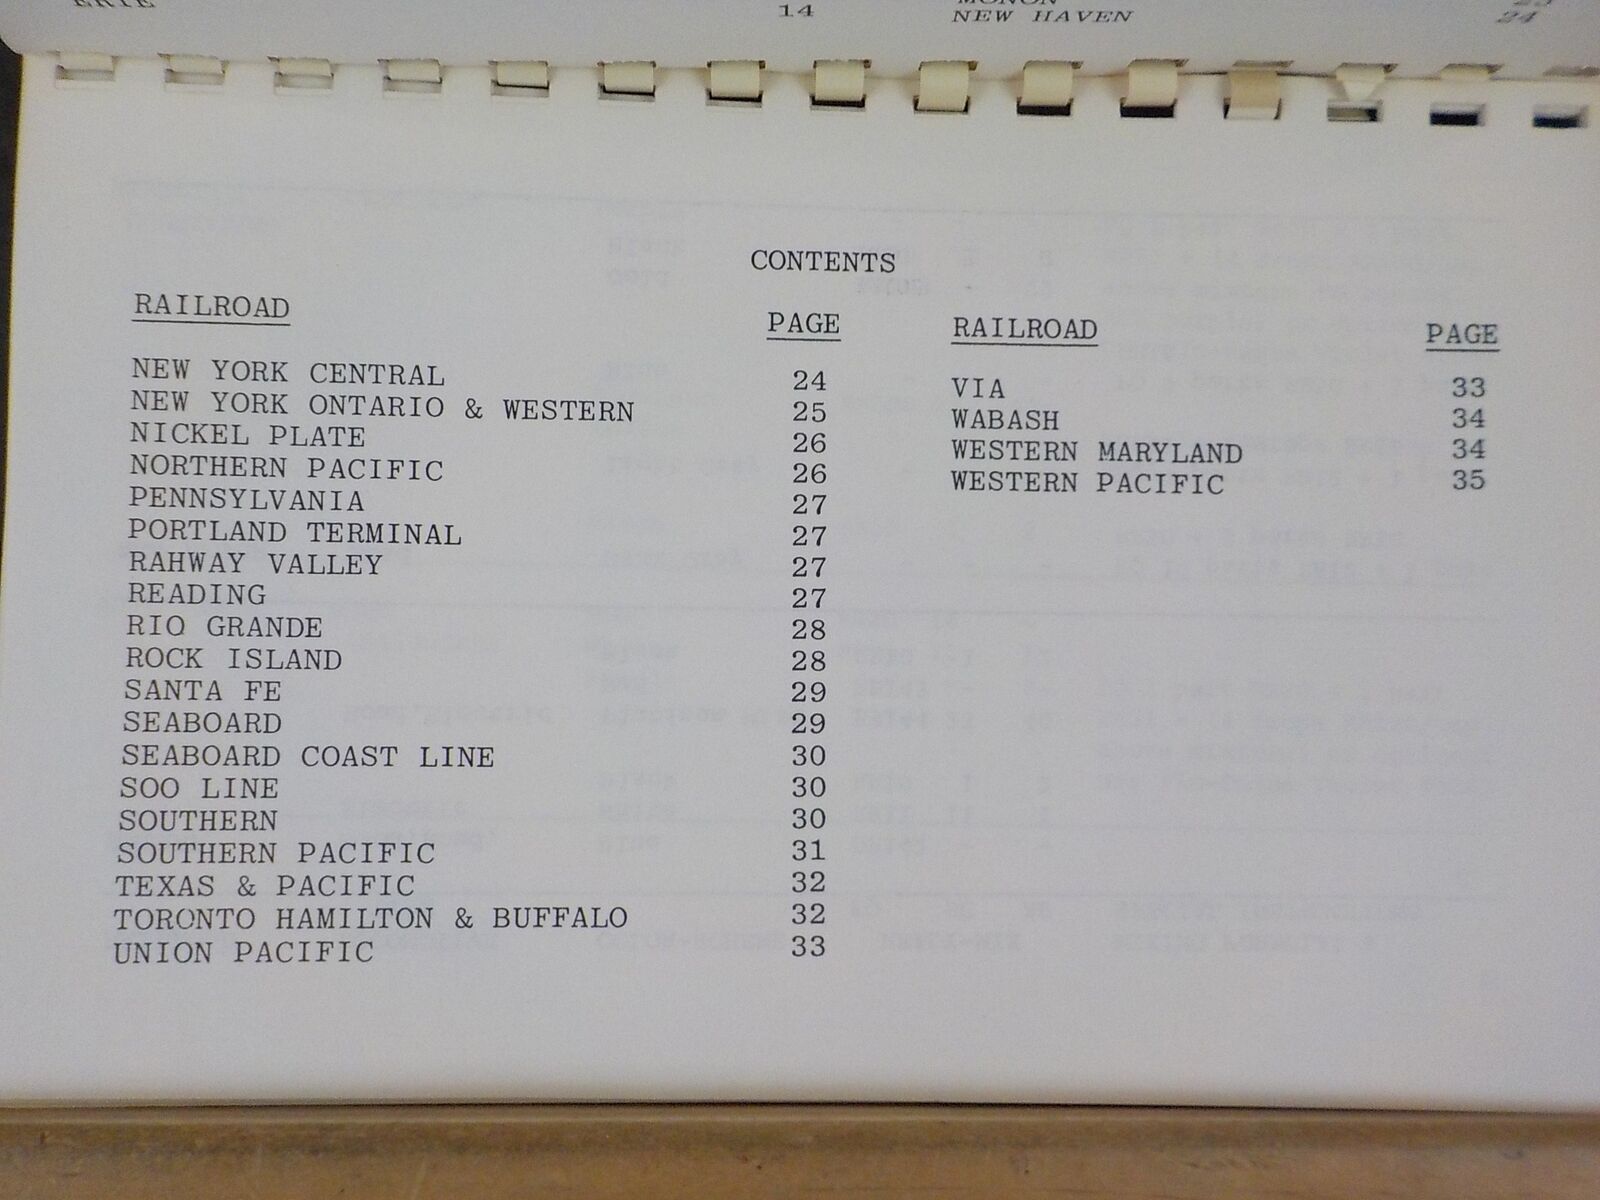 ERIE 14 MONON
NEW HAVEN 24
CONTENTS
RAILROAD PAGE
NEW YORK CENTRAL 24
NEW YORK ONTARIO & WESTERN 25
NICKEL PLATE 26
NORTHERN PACIFIC 26
PENNSYLVANIA 27
PORTLAND TERMINAL 27
RAHWAY VALLEY 27
READING 27
RIO GRANDE 28
ROCK ISLAND 28
SANTA FE 29
SEABOARD 29
SEABOARD COAST LINE 30
SOO LINE 30
SOUTHERN 30
SOUTHERN PACIFIC 31
TEXAS & PACIFIC 32
TORONTO HAMILTON & BUFFALO 32
UNION PACIFIC 33
RAILROAD PAGE
VIA 33
WABASH 34
WESTERN MARYLAND 34
WESTERN PACIFIC 35